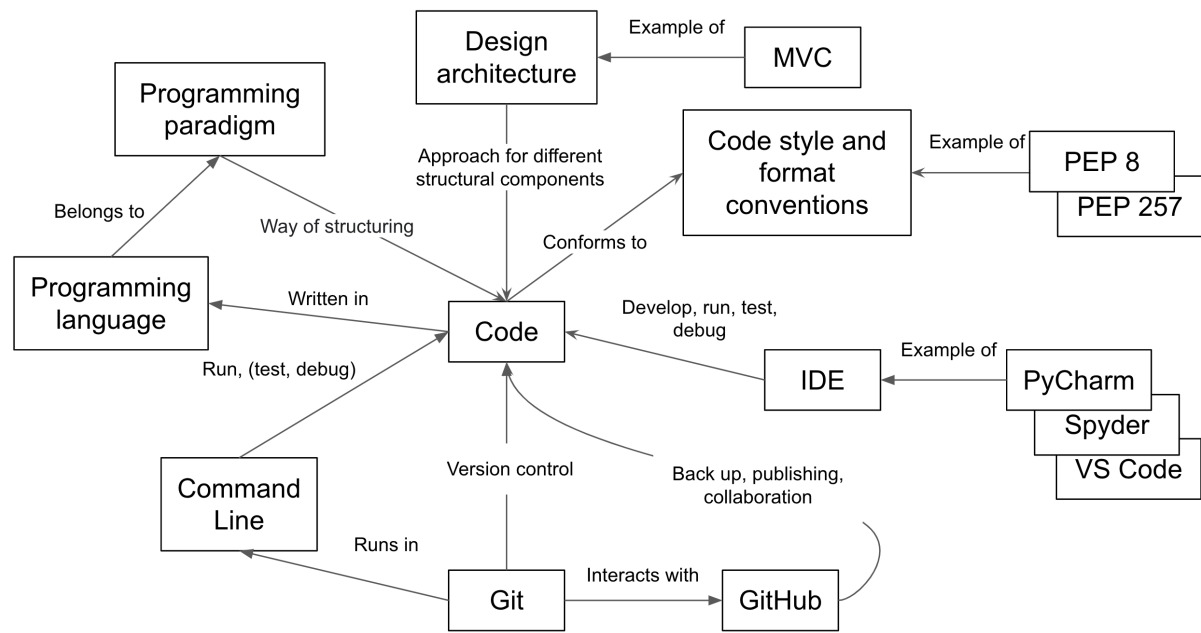 Design
architecture
Example of
MVC
Programming
paradigm
Code style and
format
conventions
Example of
PEP 8
PEP 257
Approach for different
structural components
Belongs to
Way of structuring
Conforms to
Programming
language
Written in
Code
Develop, run, test,
debug
IDE
Example of
PyCharm
Spyder
VS Code
Run, (test, debug)
Command
Line
Version control
Back up, publishing,
collaboration
Runs in
Git
Interacts with
GitHub